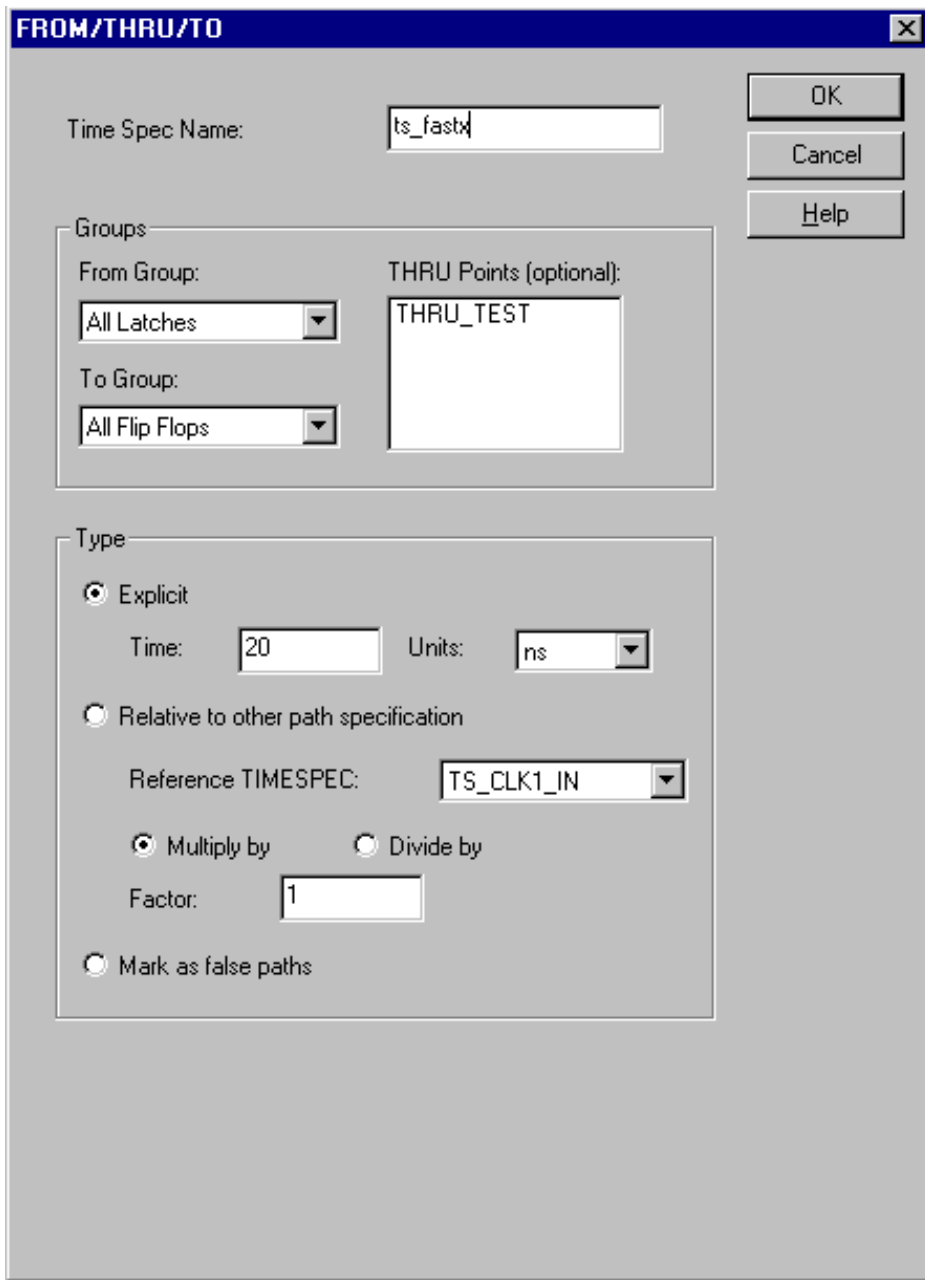 FROM/THRU/TO
OK
Time Spec Name: ts_fastx
Cancel
Help
Groups
From Group: THRU Points (optional):
All Latches THRU_TEST
To Group:
All Flip Flops
Type
Explicit
Time: 20 Units: ns
Relative to other path specification
Reference TIMESPEC: TS_CLK1_IN
Multiply by Divide by
Factor: 1
Mark as false paths